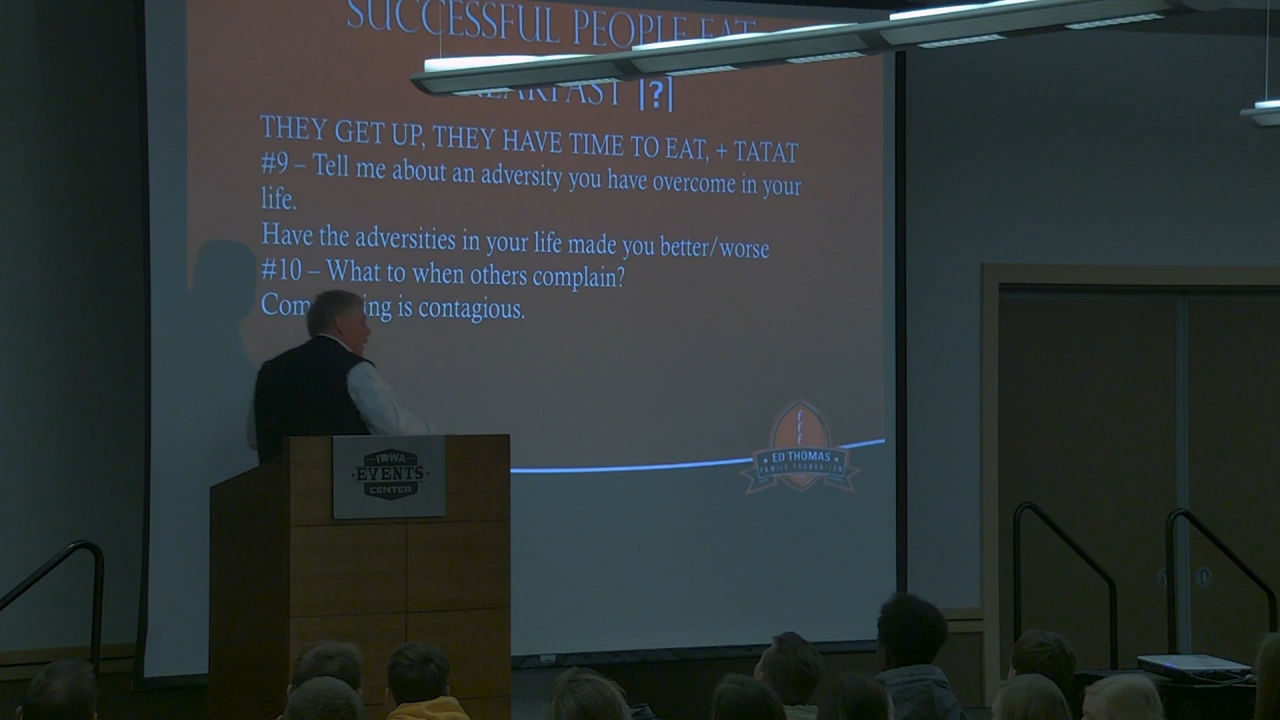 SUCCESSFUL PEOPLE EAT
[?]
THEY GET UP, THEY HAVE TIME TO EAT, + TATAT
#9 – Tell me about an adversity you have overcome in your
life.
Have the adversities in your life made you better/worse
#10 – What to when others complain?
is contagious.
F
F
F
ED THOMAS
FAMILY FOUNDATION
IOWA
EVENTS
CENTER